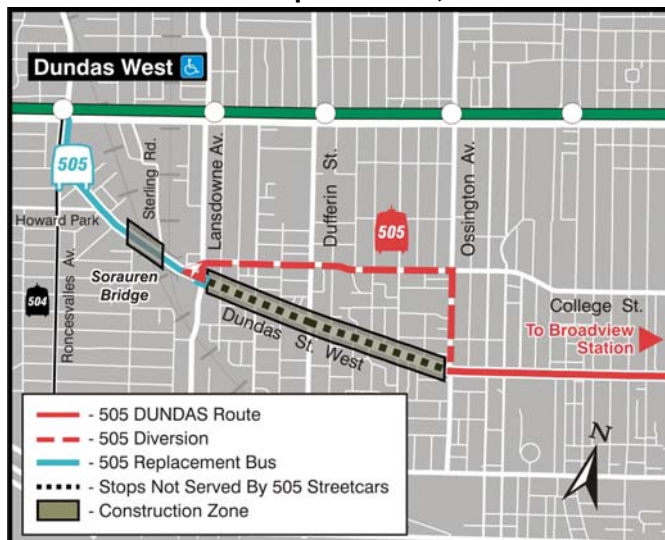 Dundas West
505
Howard Park
Sterling Rd.
Lansdowne Av.
Dufferin St.
505
Ossington Av.
Sorauren
Bridge
504
Roncesvalles Av.
Dundas St. West
College St.
To Broadview
Station
N
- 505 DUNDAS Route
- 505 Diversion
- 505 Replacement Bus
- Stops Not Served By 505 Streetcars
- Construction Zone